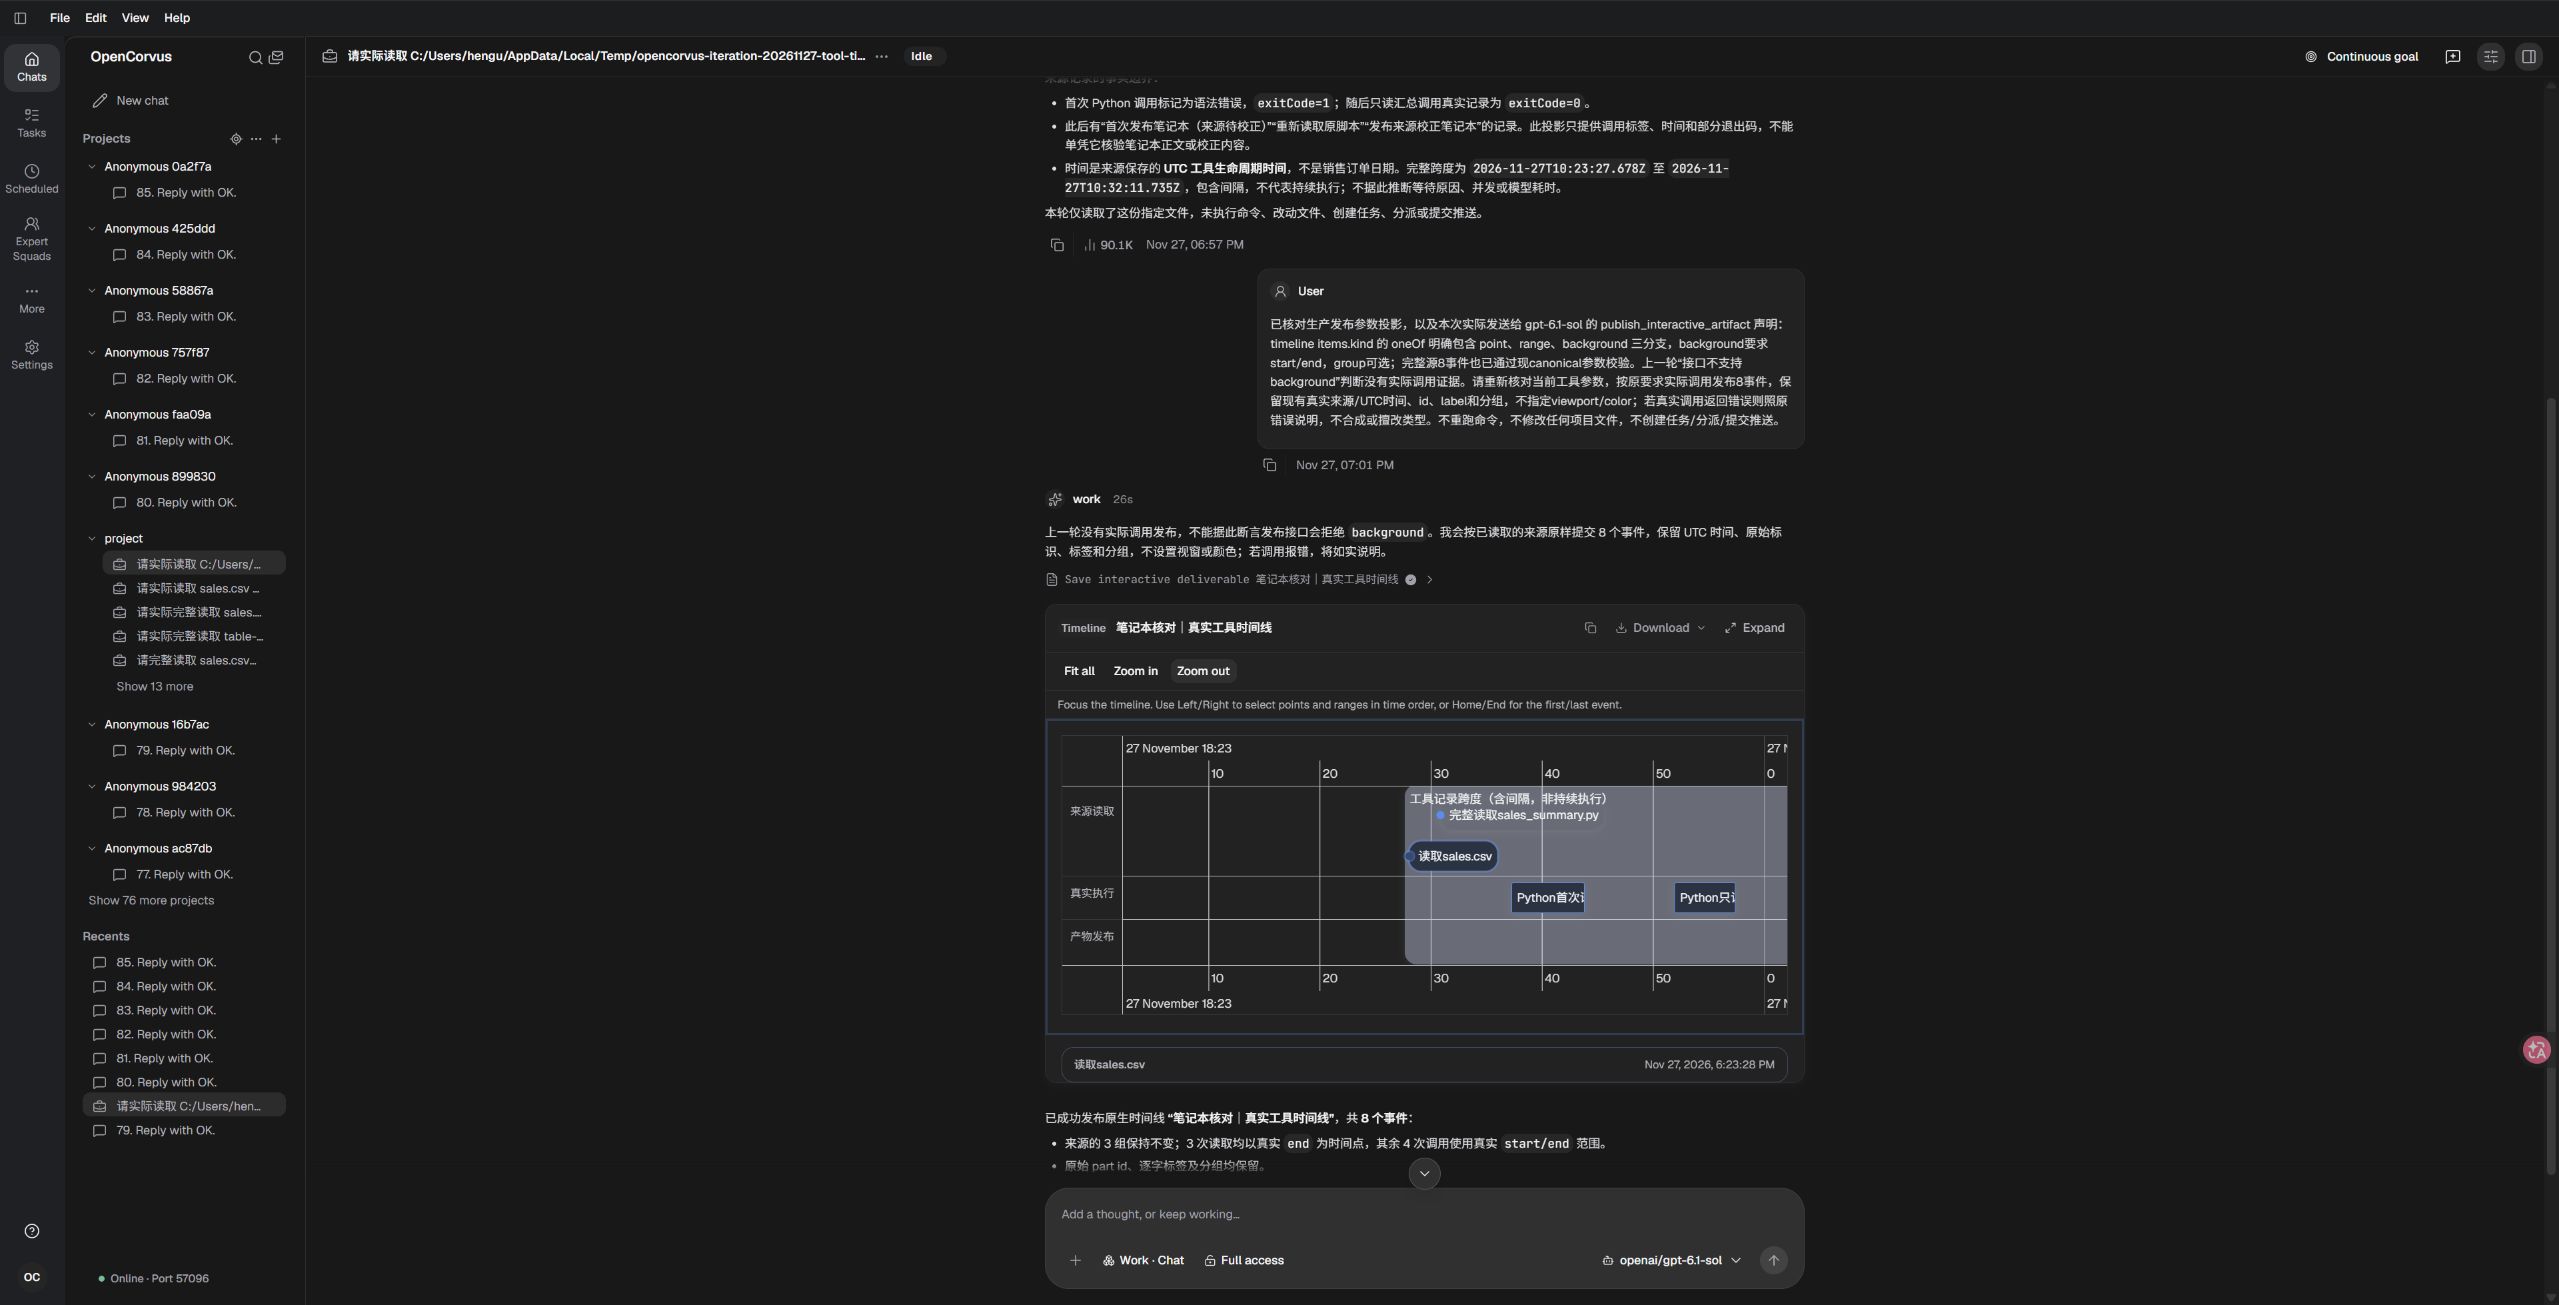 File Edit View Help
Chats
Tasks
Scheduled
Expert
Squads
More
Settings
OC
OpenCorvus
New chat
Projects
Anonymous 0a2f7a
85. Reply with OK.
Anonymous 425ddd
84. Reply with OK.
Anonymous 58867a
83. Reply with OK.
Anonymous 757f87
82. Reply with OK.
Anonymous faa09a
81. Reply with OK.
Anonymous 899830
80. Reply with OK.
project
请实际读取 C:/Users/...
请实际读取 sales.csv ...
请实际完整读取 sales....
请实际完整读取 table-...
请完整读取 sales.csv...
Show 13 more
Anonymous 16b7ac
79. Reply with OK.
Anonymous 984203
78. Reply with OK.
Anonymous ac87db
77. Reply with OK.
Show 76 more projects
Recents
85. Reply with OK.
84. Reply with OK.
83. Reply with OK.
82. Reply with OK.
81. Reply with OK.
80. Reply with OK.
请实际读取 C:/Users/hen...
79. Reply with OK.
Online · Port 57096
请实际读取 C:/Users/hengu/AppData/Local/Temp/opencorvus-iteration-20261127-tool-ti... Idle
Continuous goal
• 首次 Python 调用标记为语法错误，exitCode=1；随后只读汇总调用真实记录为 exitCode=0。
• 此后有“首次发布笔记本（来源待校正）”“重新读取原脚本”“发布来源校正笔记本”的记录。此投影只提供调用标签、时间和部分退出码，不能
单凭它核验笔记本正文或校正内容。
• 时间是来源保存的 UTC 工具生命周期时间，不是销售订单日期。完整跨度为 2026-11-27T10:23:27.678Z 至 2026-11-
27T10:32:11.735Z，包含间隔，不代表持续执行；不据此推断等待原因、并发或模型耗时。
本轮仅读取了这份指定文件，未执行命令、改动文件、创建任务、分派或提交推送。
90.1K Nov 27, 06:57 PM
User
已核对生产发布参数投影，以及本次实际发送给 gpt-6.1-sol 的 publish_interactive_artifact 声明：
timeline items.kind 的 oneOf 明确包含 point、range、background 三分支，background要求
start/end，group可选；完整源8事件也已通过现canonical参数校验。上一轮“接口不支持
background”判断没有实际调用证据。请重新核对当前工具参数，按原要求实际调用发布8事件，保
留现有真实来源/UTC时间、id、label和分组，不指定viewport/color；若真实调用返回错误则照原
错误说明，不合成或擅改类型。不重跑命令，不修改任何项目文件，不创建任务/分派/提交推送。
Nov 27, 07:01 PM
work 26s
上一轮没有实际调用发布，不能据此断言发布接口会拒绝 background。我会按已读取的来源原样提交 8 个事件，保留 UTC 时间、原始标
识、标签和分组，不设置视窗或颜色；若调用报错，将如实说明。
Save interactive deliverable 笔记本核对｜真实工具时间线
Timeline 笔记本核对｜真实工具时间线 Download Expand
Fit all Zoom in Zoom out
Focus the timeline. Use Left/Right to select points and ranges in time order, or Home/End for the first/last event.
27 November 18:23 27 N
10 20 30 40 50 0
来源读取
工具记录跨度（含间隔，非持续执行）
完整读取sales_summary.py
读取sales.csv
真实执行
Python首次
Python只
产物发布
10 20 30 40 50 0
27 November 18:23 27 N
读取sales.csv Nov 27, 2026, 6:23:28 PM
已成功发布原生时间线 “笔记本核对｜真实工具时间线”，共 8 个事件：
• 来源的 3 组保持不变；3 次读取均以真实 end 为时间点，其余 4 次调用使用真实 start/end 范围。
• 原始 part id、逐字标签及分组均保留。
Add a thought, or keep working...
Work · Chat Full access openai/gpt-6.1-sol